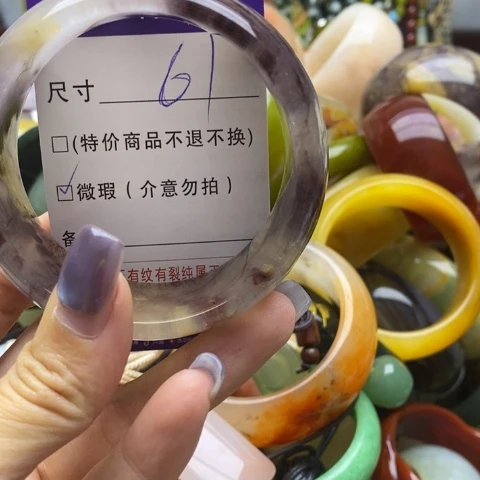 尺寸 61
□(特价商品不退不换)
☑微瑕(介意勿拍)
备
有纹有裂纯属